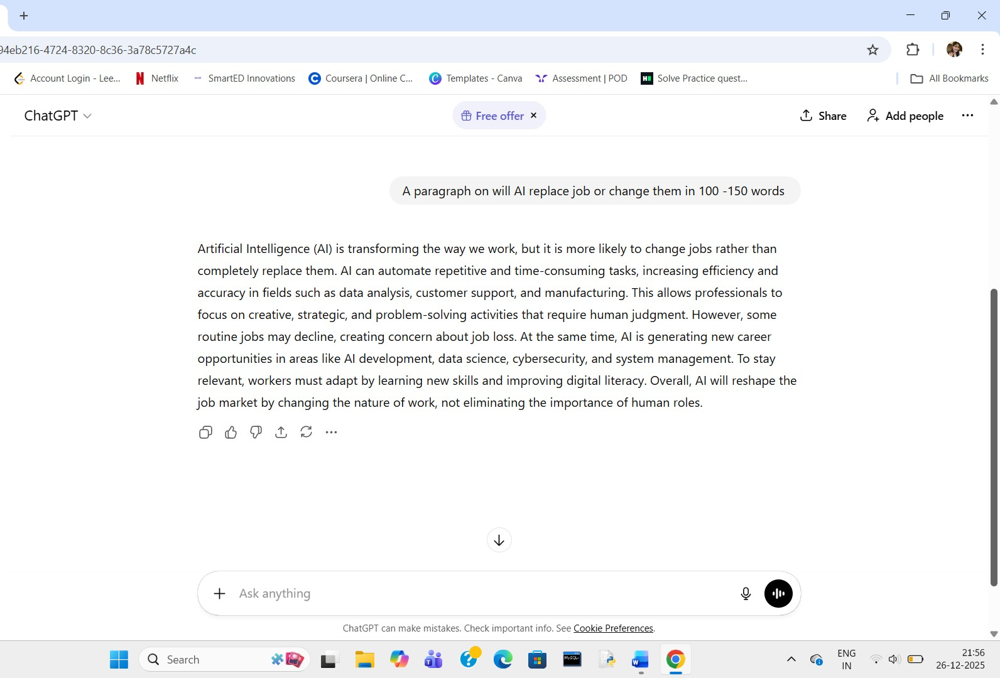 94eb216-4724-8320-8c36-3a78c5727a4c
Account Login - Lee...
Netflix
SmartED Innovations
Coursera | Online C...
Templates - Canva
Assessment | POD
Solve Practice quest...
All Bookmarks
ChatGPT
Free offer
Share
Add people
A paragraph on will AI replace job or change them in 100 -150 words
Artificial Intelligence (AI) is transforming the way we work, but it is more likely to change jobs rather than
completely replace them. AI can automate repetitive and time-consuming tasks, increasing efficiency and
accuracy in fields such as data analysis, customer support, and manufacturing. This allows professionals to
focus on creative, strategic, and problem-solving activities that require human judgment. However, some
routine jobs may decline, creating concern about job loss. At the same time, AI is generating new career
opportunities in areas like AI development, data science, cybersecurity, and system management. To stay
relevant, workers must adapt by learning new skills and improving digital literacy. Overall, AI will reshape the
job market by changing the nature of work, not eliminating the importance of human roles.
Ask anything
ChatGPT can make mistakes. Check important info. See Cookie Preferences.
Search
MySQL
ENG
IN
21:56
26-12-2025